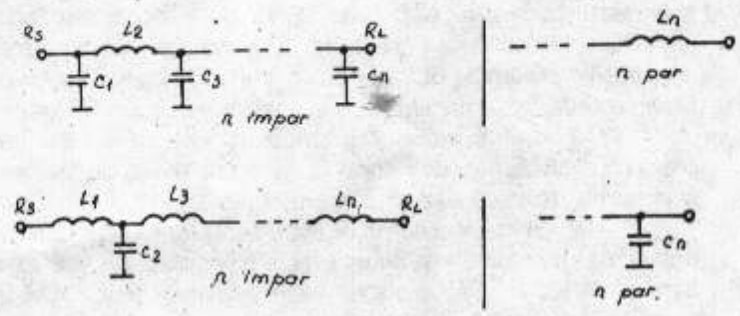 Rs L2 RL Ln
C1 C3 Cn
n impar n par
Rs L1 L3 Ln RL
C2 Cn
n impar n par.